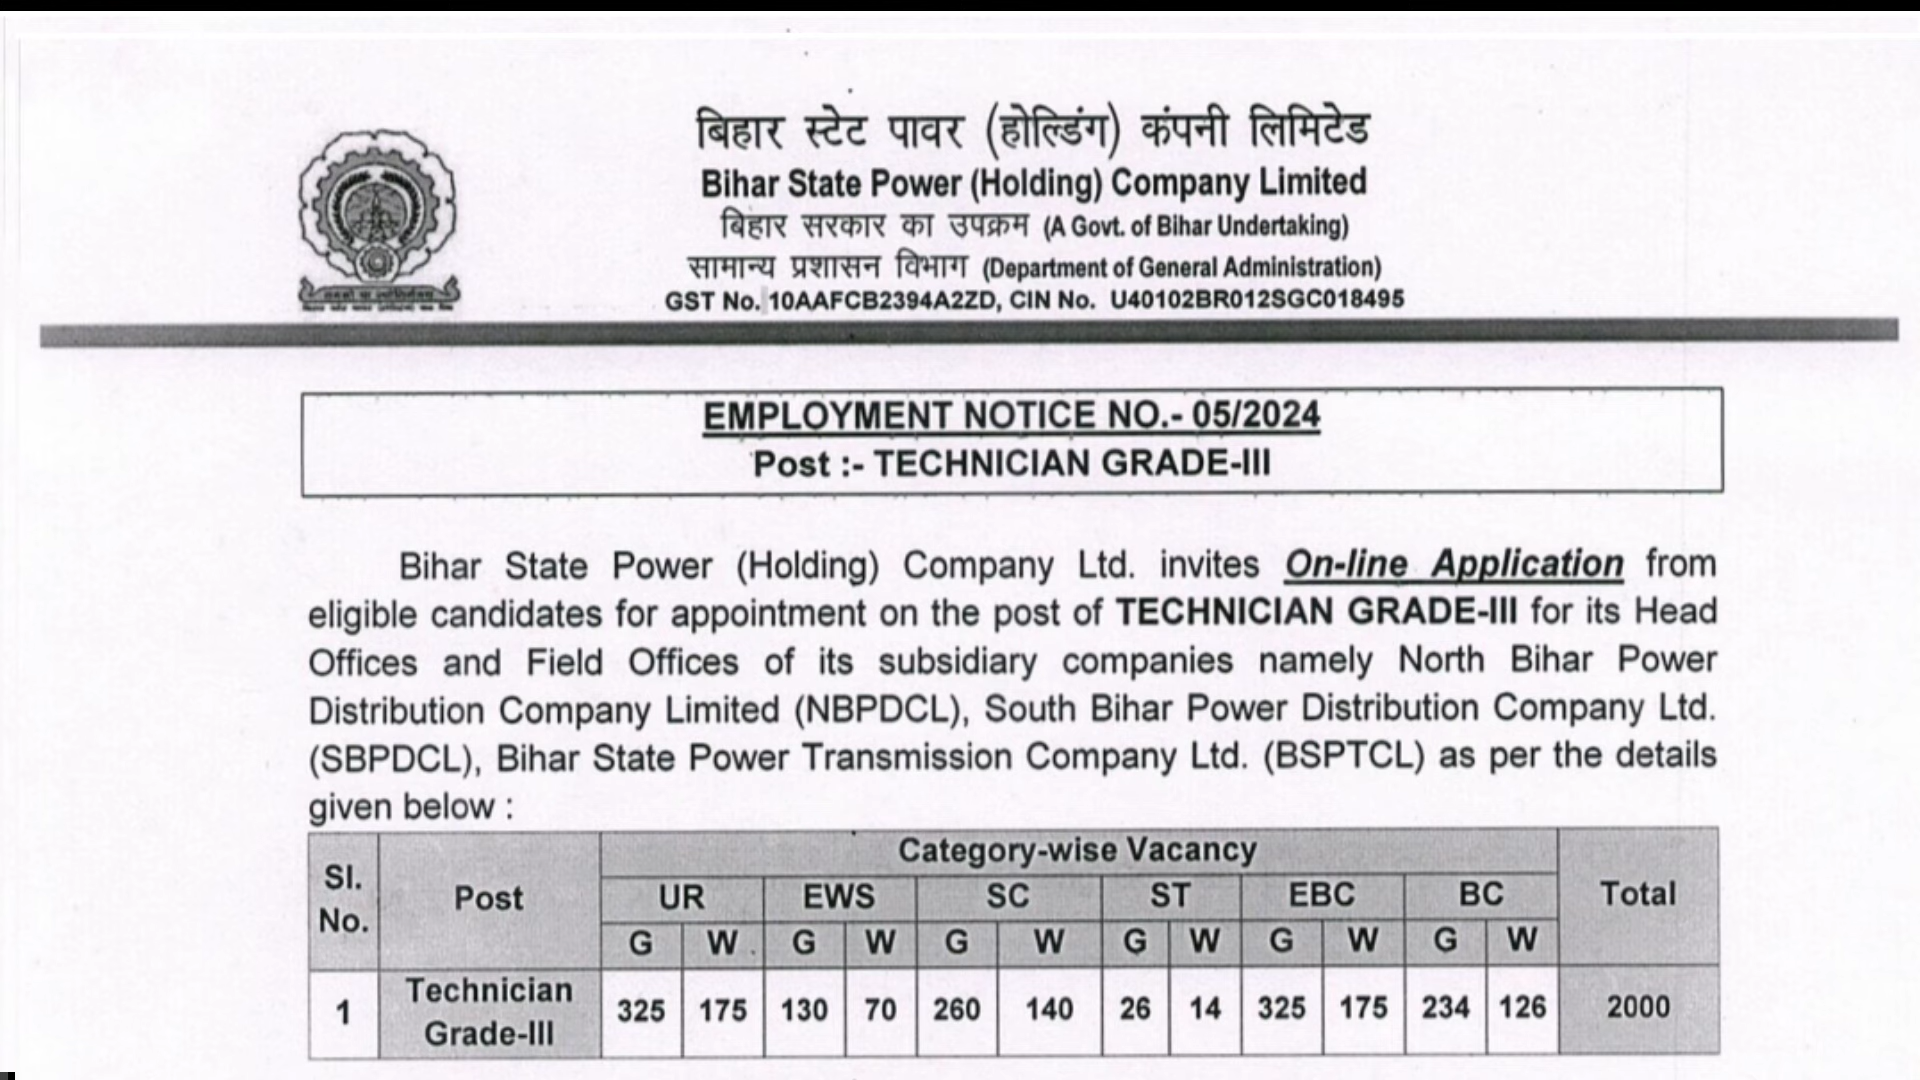 बिहार स्टेट पावर (होल्डिंग) कंपनी लिमिटेड
Bihar State Power (Holding) Company Limited
बिहार सरकार का उपक्रम (A Govt. of Bihar Undertaking)
सामान्य प्रशासन विभाग (Department of General Administration)
GST No. 10AAFCB2394A2ZD, CIN No. U40102BR012SGC018495
EMPLOYMENT NOTICE NO.- 05/2024
Post :- TECHNICIAN GRADE-III
Bihar State Power (Holding) Company Ltd. invites On-line Application from
eligible candidates for appointment on the post of TECHNICIAN GRADE-III for its Head
Offices and Field Offices of its subsidiary companies namely North Bihar Power
Distribution Company Limited (NBPDCL), South Bihar Power Distribution Company Ltd.
(SBPDCL), Bihar State Power Transmission Company Ltd. (BSPTCL) as per the details
given below :
Sl. No. Post Category-wise Vacancy Total
UR EWS SC ST EBC BC
G W G W G W G W G W G W
1 Technician Grade-III 325 175 130 70 260 140 26 14 325 175 234 126 2000